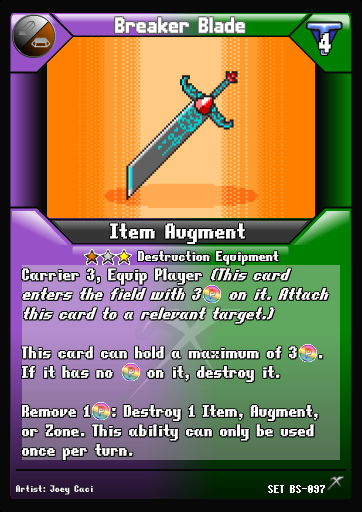 Breaker Blade
4
Item Augment
Destruction Equipment
Carrier 3, Equip Player (This card
enters the field with 3 P on it. Attach
this card to a relevant target.)
This card can hold a maximum of 3 P.
If it has no P on it, destroy it.
Remove 1 P: Destroy 1 Item, Augment,
or Zone. This ability can only be used
once per turn.
Artist: Joey Caci
SET BS-097